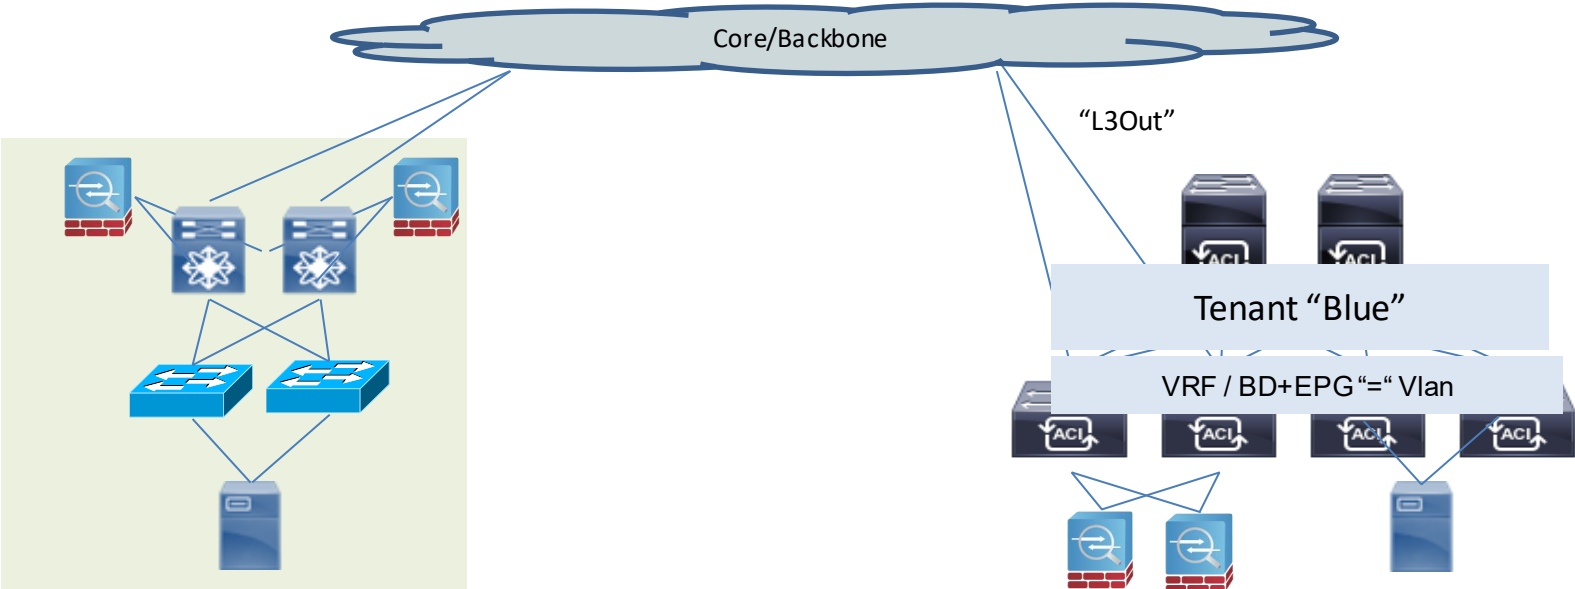 Core/Backbone
“L3Out”
ACI
ACI
Tenant “Blue”
VRF / BD+EPG “=“ Vlan
ACI
ACI
ACI
ACI